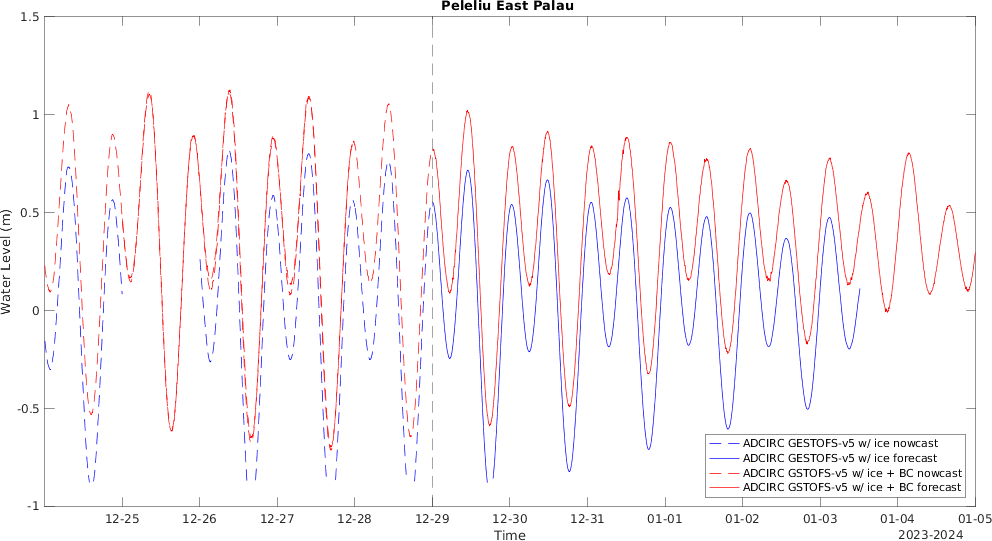 Peleliu East Palau
1.5
1
0.5
0
-0.5
-1
Water Level (m)
12-25 12-26 12-27 12-28 12-29 12-30 12-31 01-01 01-02 01-03 01-04 01-05
Time
2023-2024
ADCIRC GESTOFS-v5 w/ ice nowcast
ADCIRC GESTOFS-v5 w/ ice forecast
ADCIRC GSTOFS-v5 w/ ice + BC nowcast
ADCIRC GSTOFS-v5 w/ ice + BC forecast